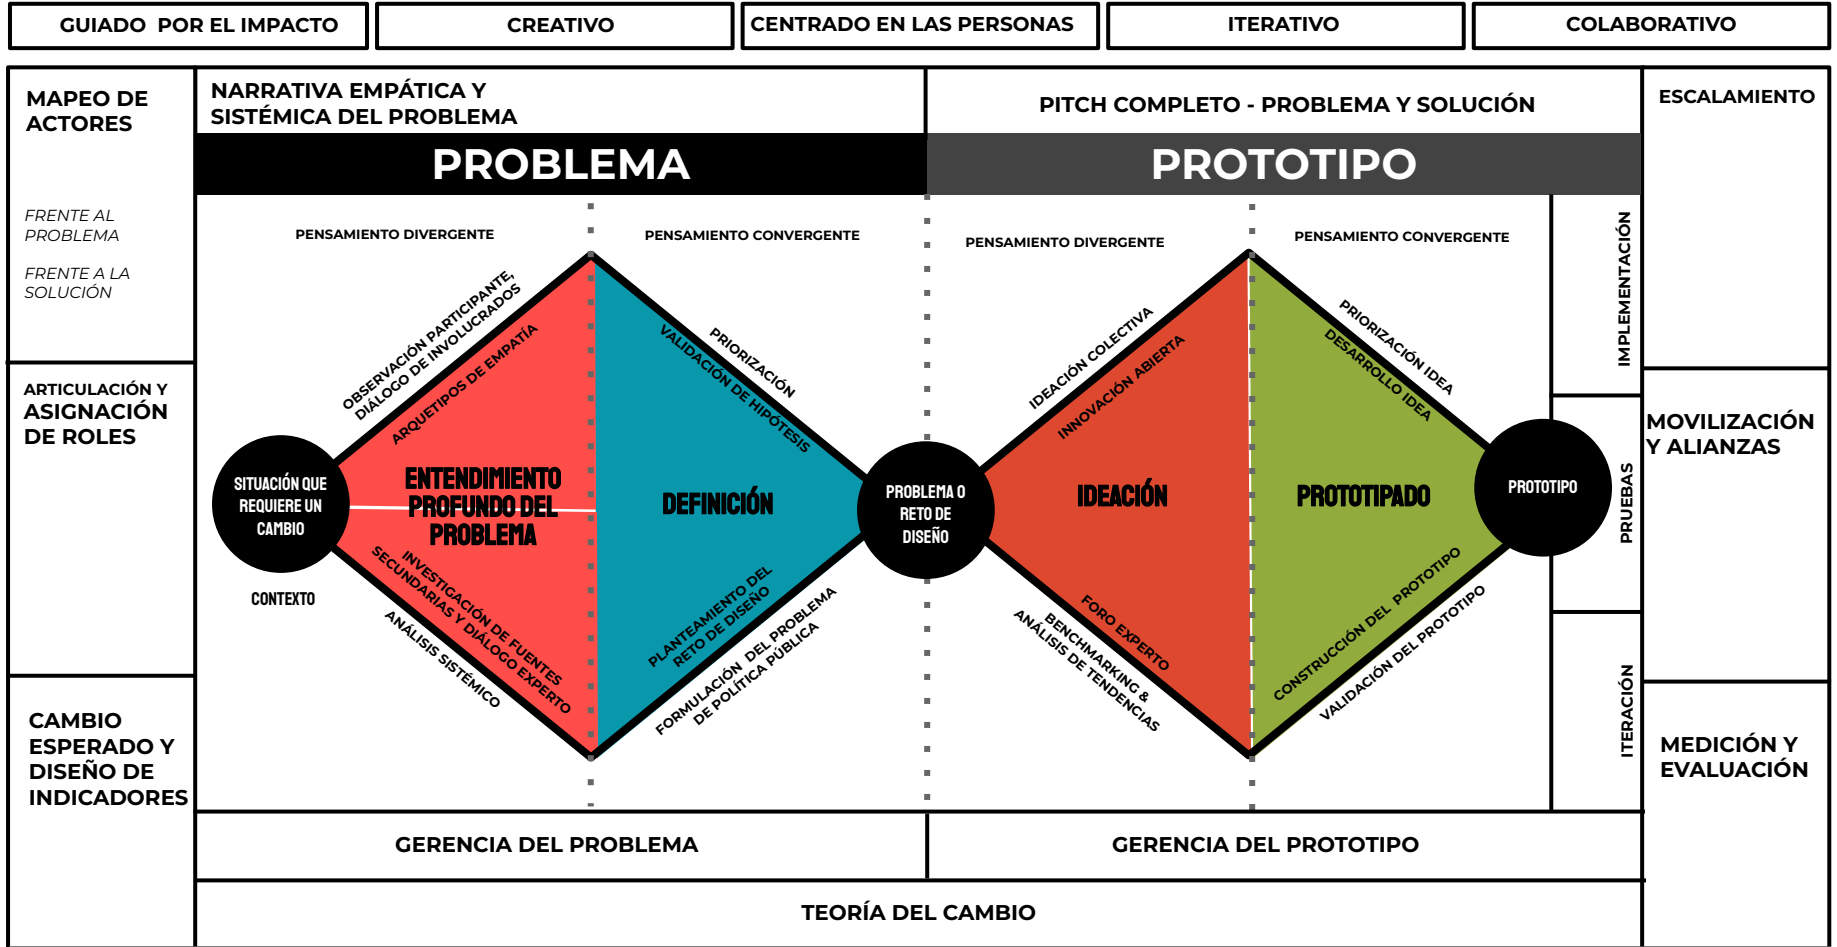 GUIADO POR EL IMPACTO
CREATIVO
CENTRADO EN LAS PERSONAS
ITERATIVO
COLABORATIVO
MAPEO DE
ACTORES
FRENTE AL
PROBLEMA
FRENTE A LA
SOLUCIÓN
ARTICULACIÓN Y
ASIGNACIÓN
DE ROLES
CAMBIO
ESPERADO Y
DISEÑO DE
INDICADORES
NARRATIVA EMPÁTICA Y
SISTÉMICA DEL PROBLEMA
PITCH COMPLETO - PROBLEMA Y SOLUCIÓN
PROBLEMA
PROTOTIPO
PENSAMIENTO DIVERGENTE
PENSAMIENTO CONVERGENTE
PENSAMIENTO DIVERGENTE
PENSAMIENTO CONVERGENTE
OBSERVACIÓN PARTICIPANTE,
DIÁLOGO DE INVOLUCRADOS
ARQUETIPOS DE EMPATÍA
SITUACIÓN QUE
REQUIERE UN
CAMBIO
CONTEXTO
ENTENDIMIENTO
PROFUNDO DEL
PROBLEMA
INVESTIGACIÓN DE FUENTES
SECUNDARIAS Y DIÁLOGO EXPERTO
ANÁLISIS SISTÉMICO
PRIORIZACIÓN
VALIDACIÓN DE HIPÓTESIS
DEFINICIÓN
PLANTEAMIENTO DEL
RETO DE DISEÑO
FORMULACIÓN DEL PROBLEMA
DE POLÍTICA PÚBLICA
PROBLEMA O
RETO DE
DISEÑO
IDEACIÓN COLECTIVA
INNOVACIÓN ABIERTA
IDEACIÓN
FORO EXPERTO
BENCHMARKING &
ANÁLISIS DE TENDENCIAS
PRIORIZACIÓN IDEA
DESARROLLO IDEA
PROTOTIPADO
CONSTRUCCIÓN DEL PROTOTIPO
VALIDACIÓN DEL PROTOTIPO
PROTOTIPO
IMPLEMENTACIÓN
PRUEBAS
ITERACIÓN
ESCALAMIENTO
MOVILIZACIÓN
Y ALIANZAS
MEDICIÓN Y
EVALUACIÓN
GERENCIA DEL PROBLEMA
GERENCIA DEL PROTOTIPO
TEORÍA DEL CAMBIO